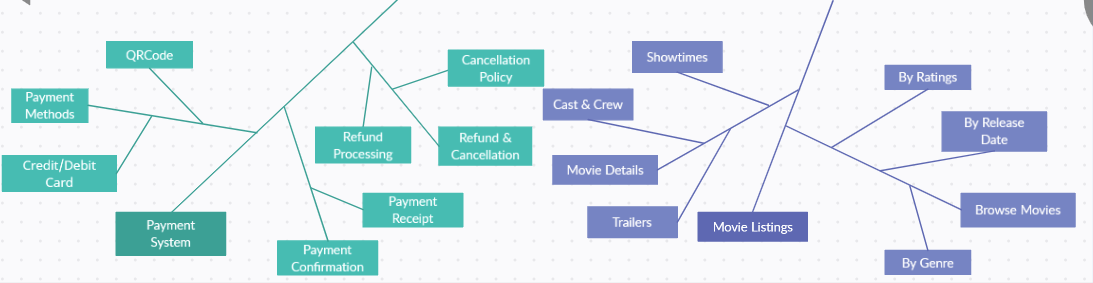 QRCode
Payment
Methods
Credit/Debit
Card
Payment
System
Cancellation
Policy
Refund
Processing
Refund &
Cancellation
Payment
Receipt
Payment
Confirmation
Showtimes
Cast & Crew
Movie Details
Trailers
Movie Listings
By Ratings
By Release
Date
Browse Movies
By Genre